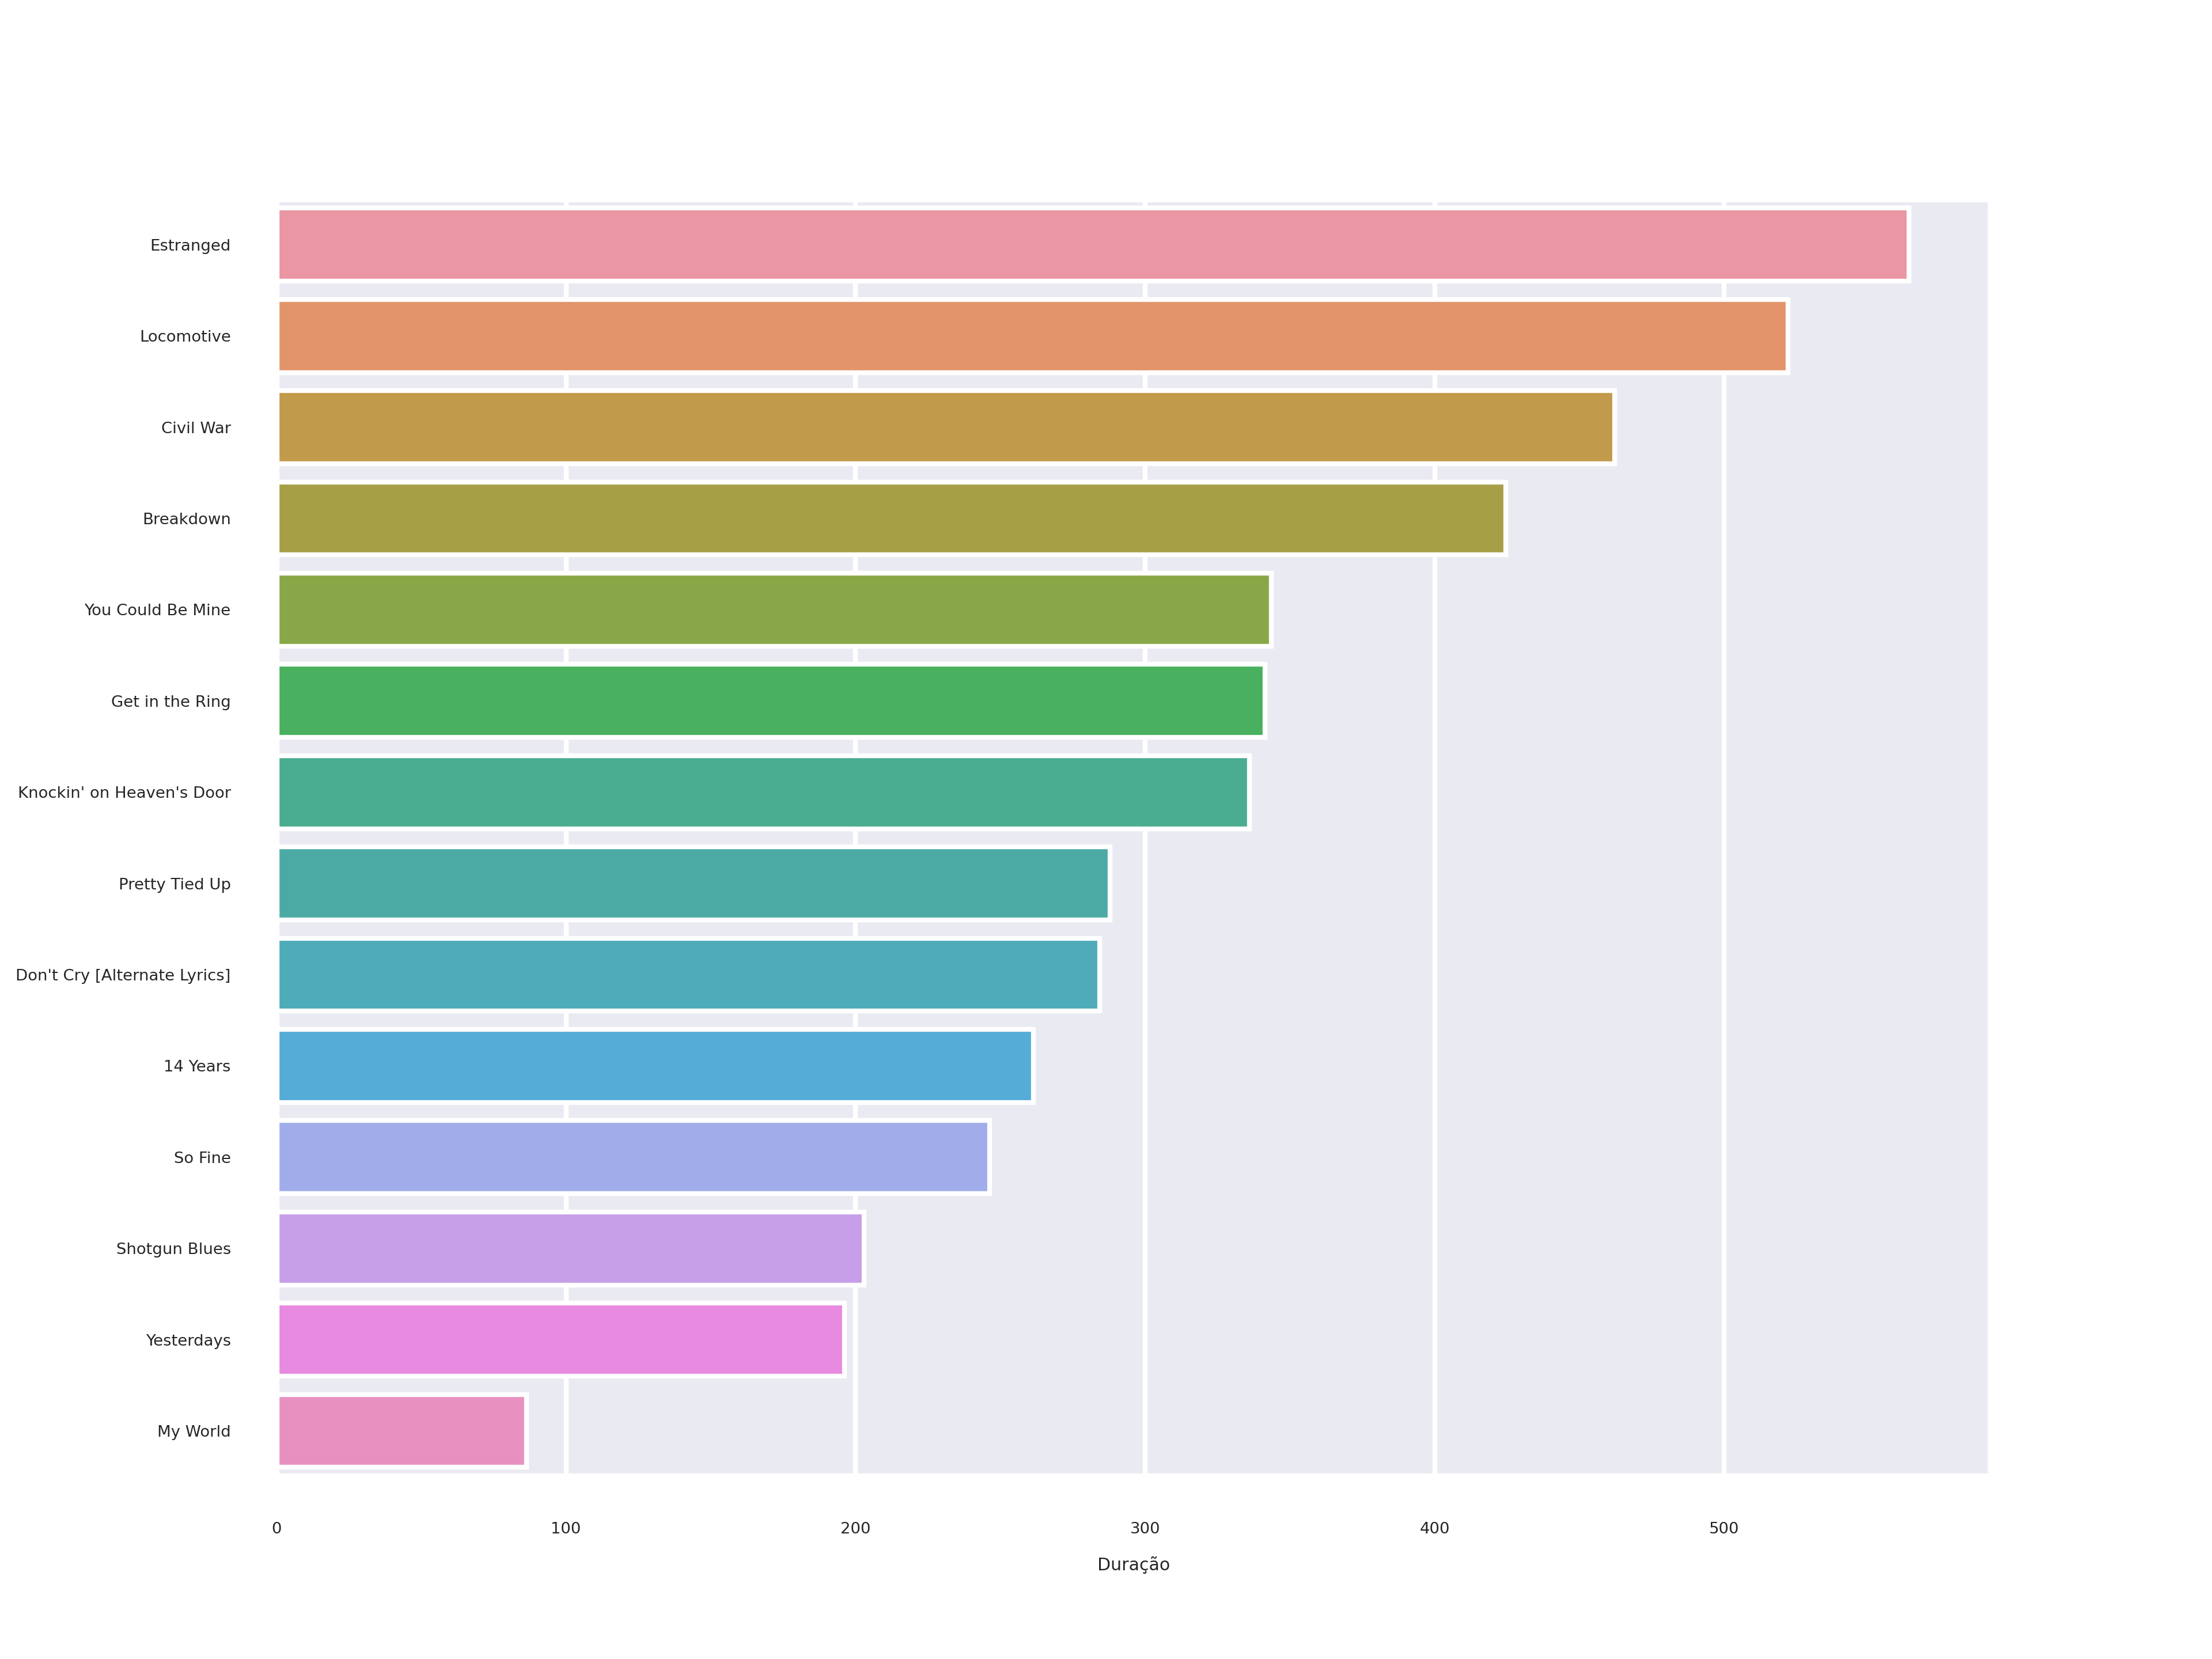 Estranged
Locomotive
Civil War
Breakdown
You Could Be Mine
Get in the Ring
Knockin' on Heaven's Door
Pretty Tied Up
Don't Cry [Alternate Lyrics]
14 Years
So Fine
Shotgun Blues
Yesterdays
My World
0 100 200 300 400 500
Duração